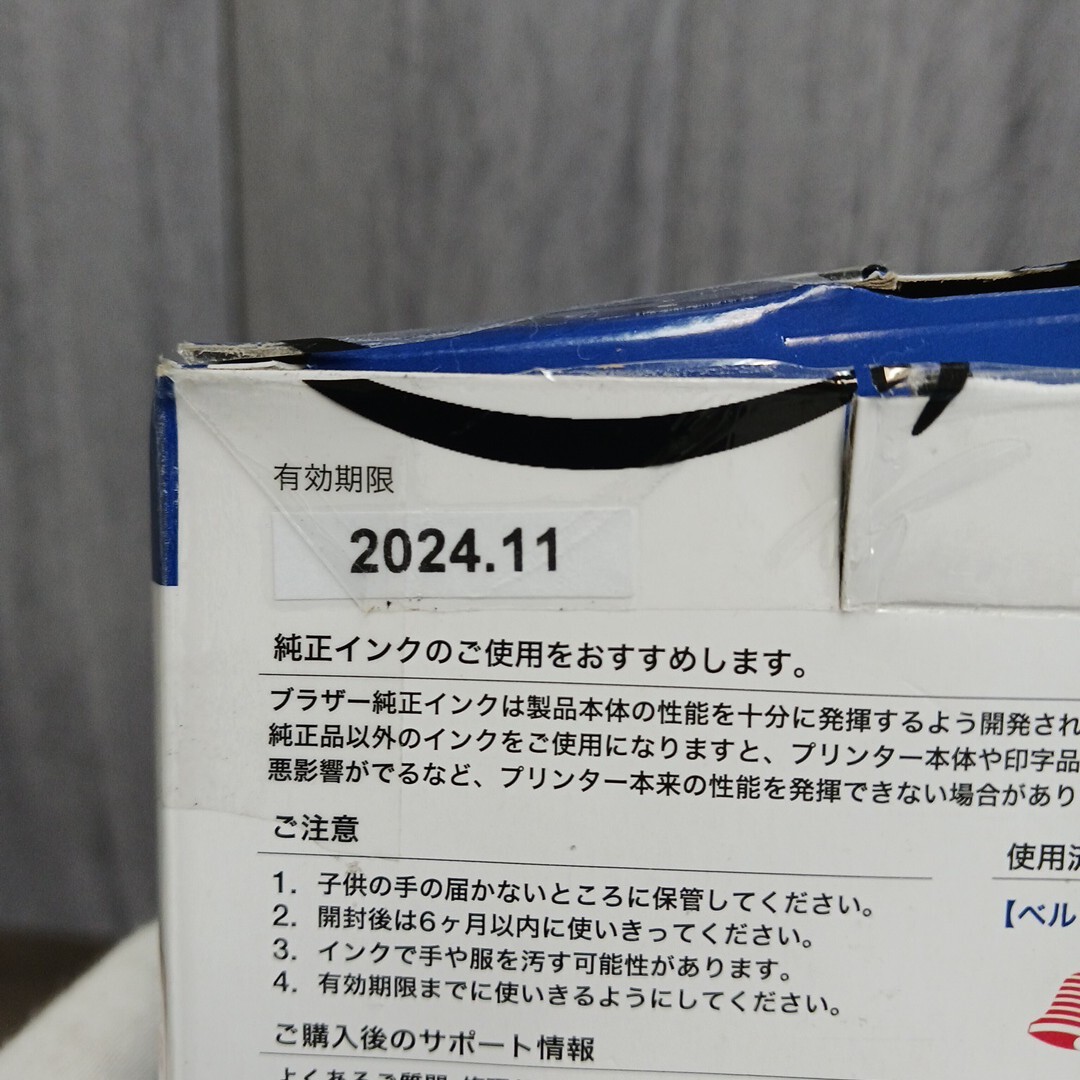 有効期限
2024.11
純正インクのご使用をおすすめします。
ブラザー純正インクは製品本体の性能を十分に発揮するよう開発され
純正品以外のインクをご使用になりますと、プリンター本体や印字品
悪影響がでるなど、プリンター本来の性能を発揮できない場合があり
ご注意
1. 子供の手の届かないところに保管してください。
2. 開封後は6ヶ月以内に使いきってください。
3. インクで手や服を汚す可能性があります。
4. 有効期限までに使いきるようにしてください。
ご購入後のサポート情報
よくあるご質問
使用済
【ベル